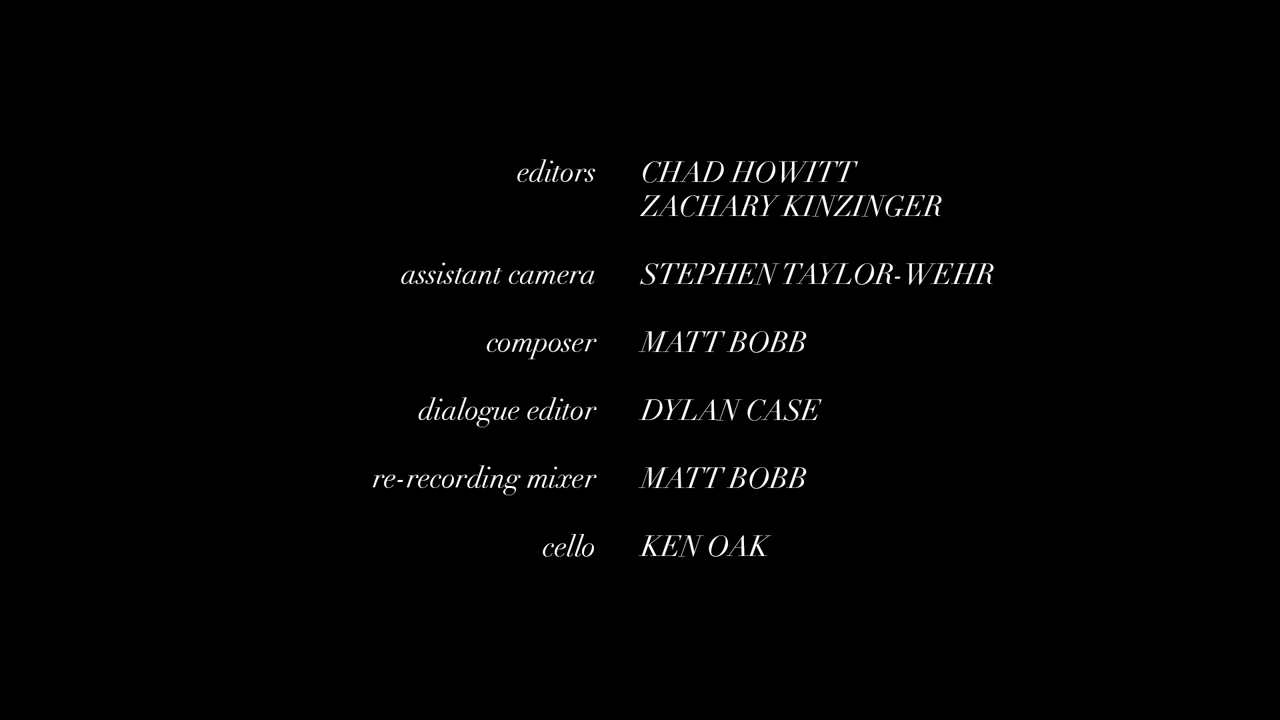 editors CHAD HOWITT
ZACHARY KINZINGER
assistant camera STEPHEN TAYLOR-WEHR
composer MATT BOBB
dialogue editor DYLAN CASE
re-recording mixer MATT BOBB
cello KEN OAK